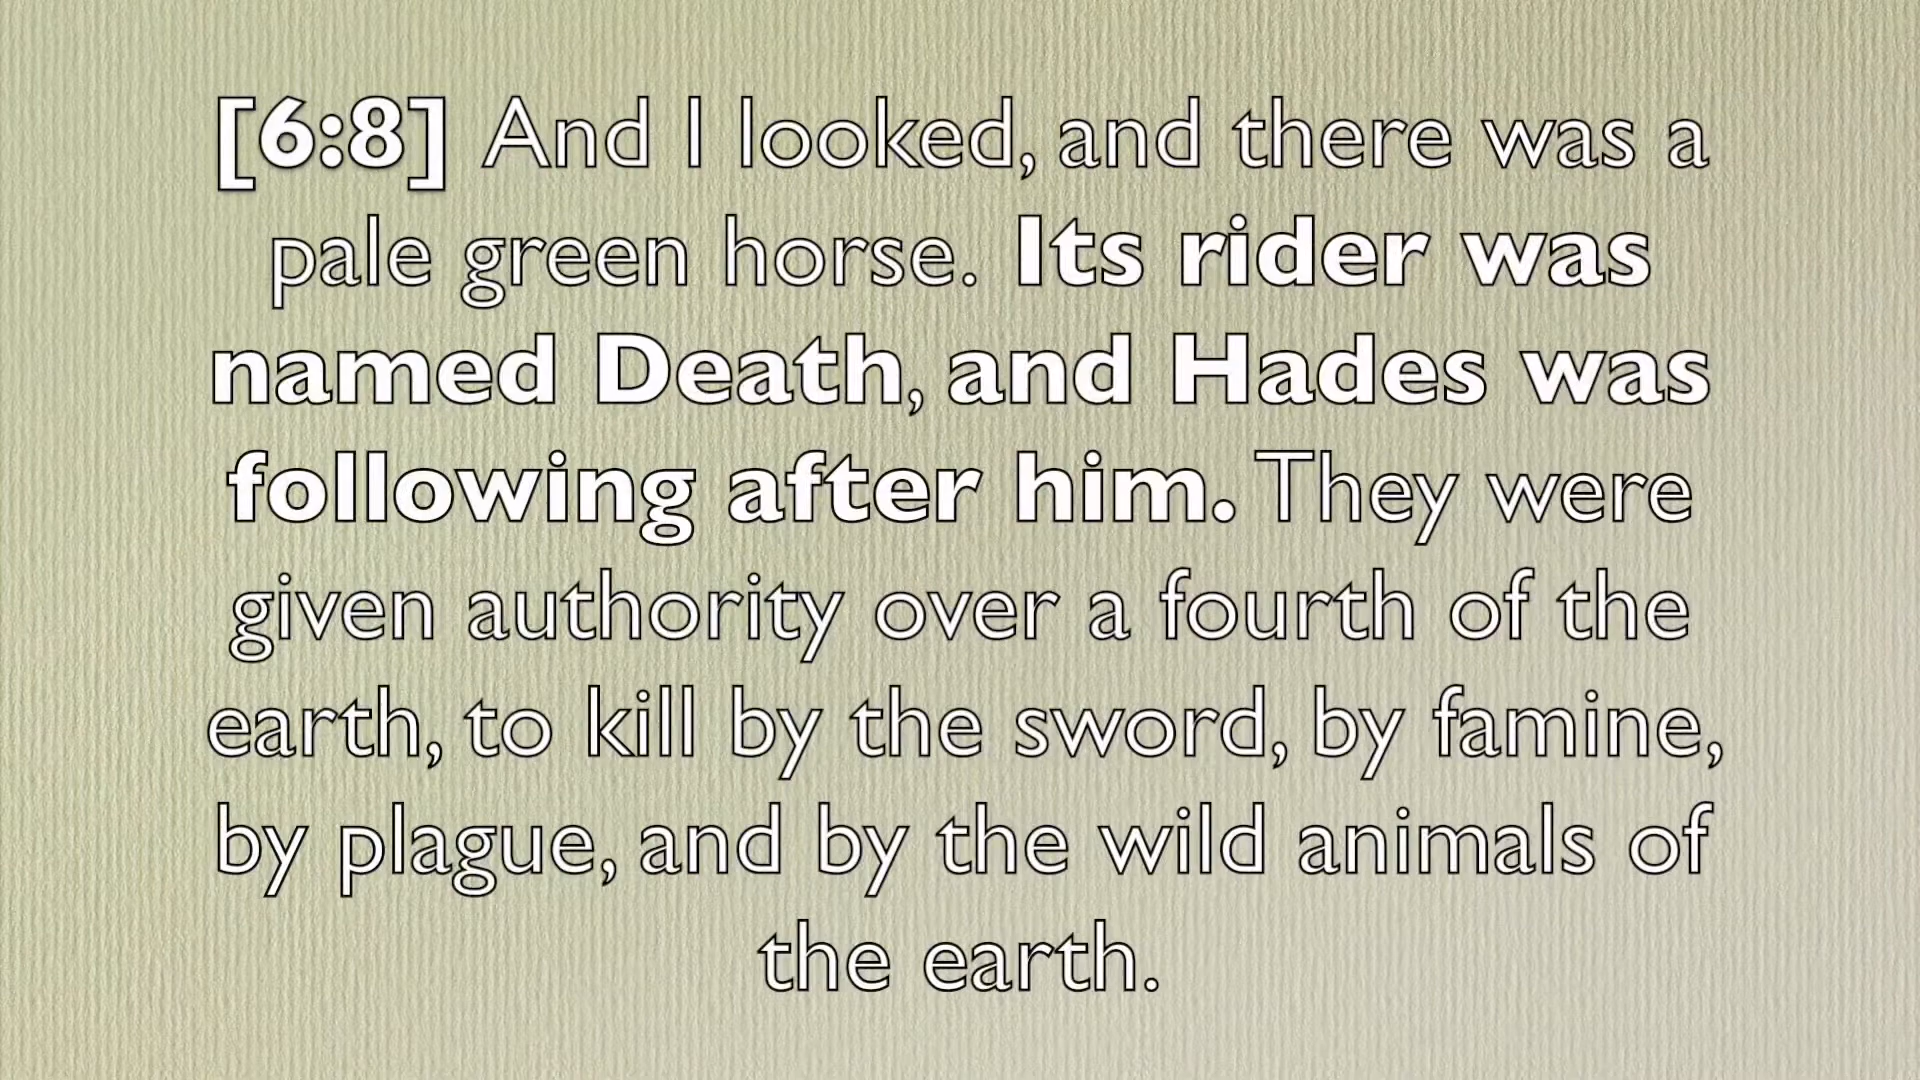 [6:8] And I looked, and there was a
pale green horse. Its rider was
named Death, and Hades was
following after him. They were
given authority over a fourth of the
earth, to kill by the sword, by famine,
by plague, and by the wild animals of
the earth.